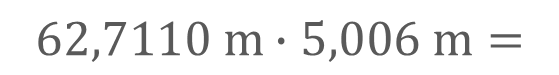 62,7110 m · 5,006 m =